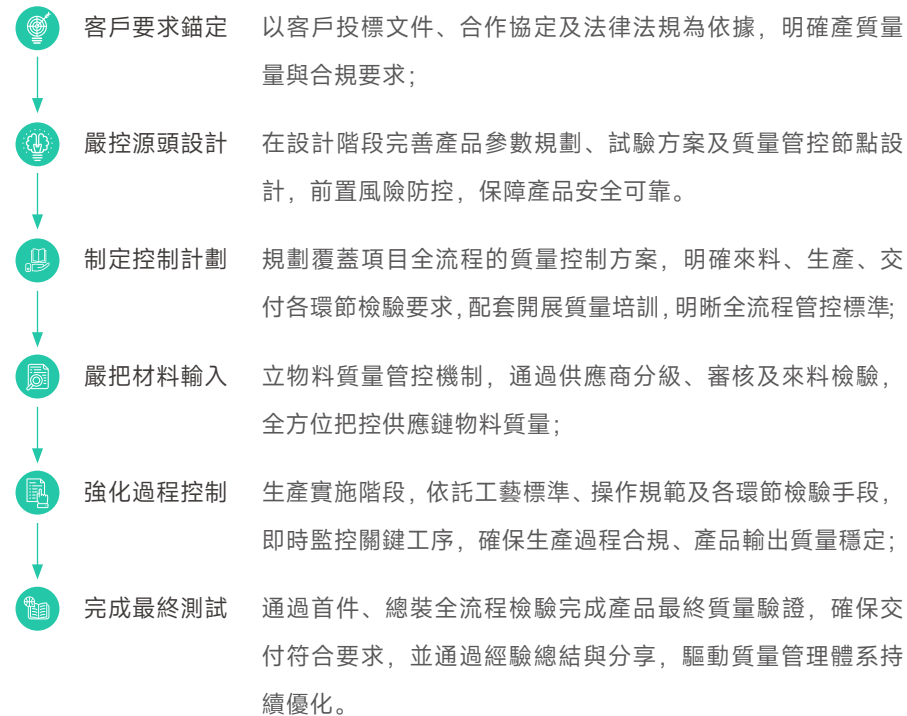 客戶要求錨定 以客戶投標文件、合作協定及法律法規為依據，明確產質量
量與合規要求；
嚴控源頭設計 在設計階段完善產品參數規劃、試驗方案及質量管控節點設
計，前置風險防控，保障產品安全可靠。
制定控制計劃 規劃覆蓋項目全流程的質量控制方案，明確來料、生產、交
付各環節檢驗要求，配套開展質量培訓，明晰全流程管控標準；
嚴把材料輸入 立物料質量管控機制，通過供應商分級、審核及來料檢驗，
全方位把控供應鏈物料質量；
強化過程控制 生產實施階段，依託工藝標準、操作規範及各環節檢驗手段，
即時監控關鍵工序，確保生產過程合規、產品輸出質量穩定；
完成最終測試 通過首件、總裝全流程檢驗完成產品最終質量驗證，確保交
付符合要求，並通過經驗總結與分享，驅動質量管理體系持
續優化。